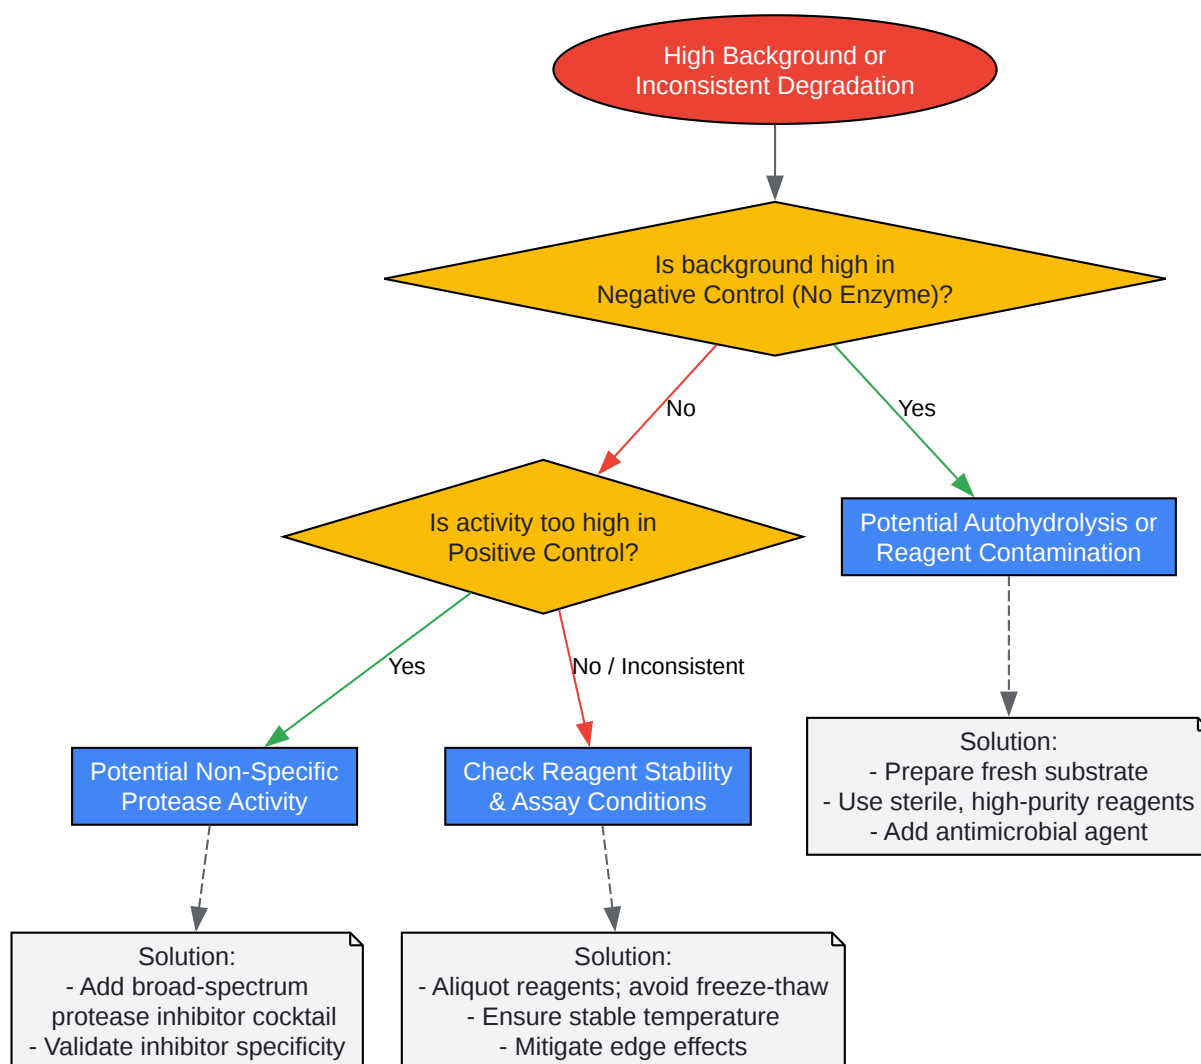 High Background or
Inconsistent Degradation
Is background high in
Negative Control (No Enzyme)?
No
Yes
Is activity too high in
Positive Control?
Potential Autohydrolysis or
Reagent Contamination
Yes
No / Inconsistent
Solution:
- Prepare fresh substrate
- Use sterile, high-purity reagents
- Add antimicrobial agent
Potential Non-Specific
Protease Activity
Check Reagent Stability
& Assay Conditions
Solution:
- Add broad-spectrum
protease inhibitor cocktail
- Validate inhibitor specificity
Solution:
- Aliquot reagents; avoid freeze-thaw
- Ensure stable temperature
- Mitigate edge effects